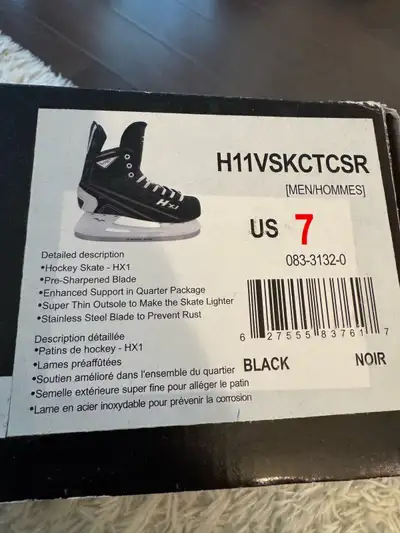 HX1
H11VSKCTCSR
[MEN/HOMMES]
US 7
083-3132-0
Detailed description
•Hockey Skate - HX1
•Pre-Sharpened Blade
•Enhanced Support in Quarter Package
•Super Thin Outsole to Make the Skate Lighter
•Stainless Steel Blade to Prevent Rust
6 27555 83761 7
BLACK NOIR
Description détaillée
•Patins de hockey - HX1
•Lames préaffûtées
•Soutien amélioré dans l'ensemble du quartier
•Semelle extérieure super fine pour alléger le patin
•Lame en acier inoxydable pour prévenir la corrosion